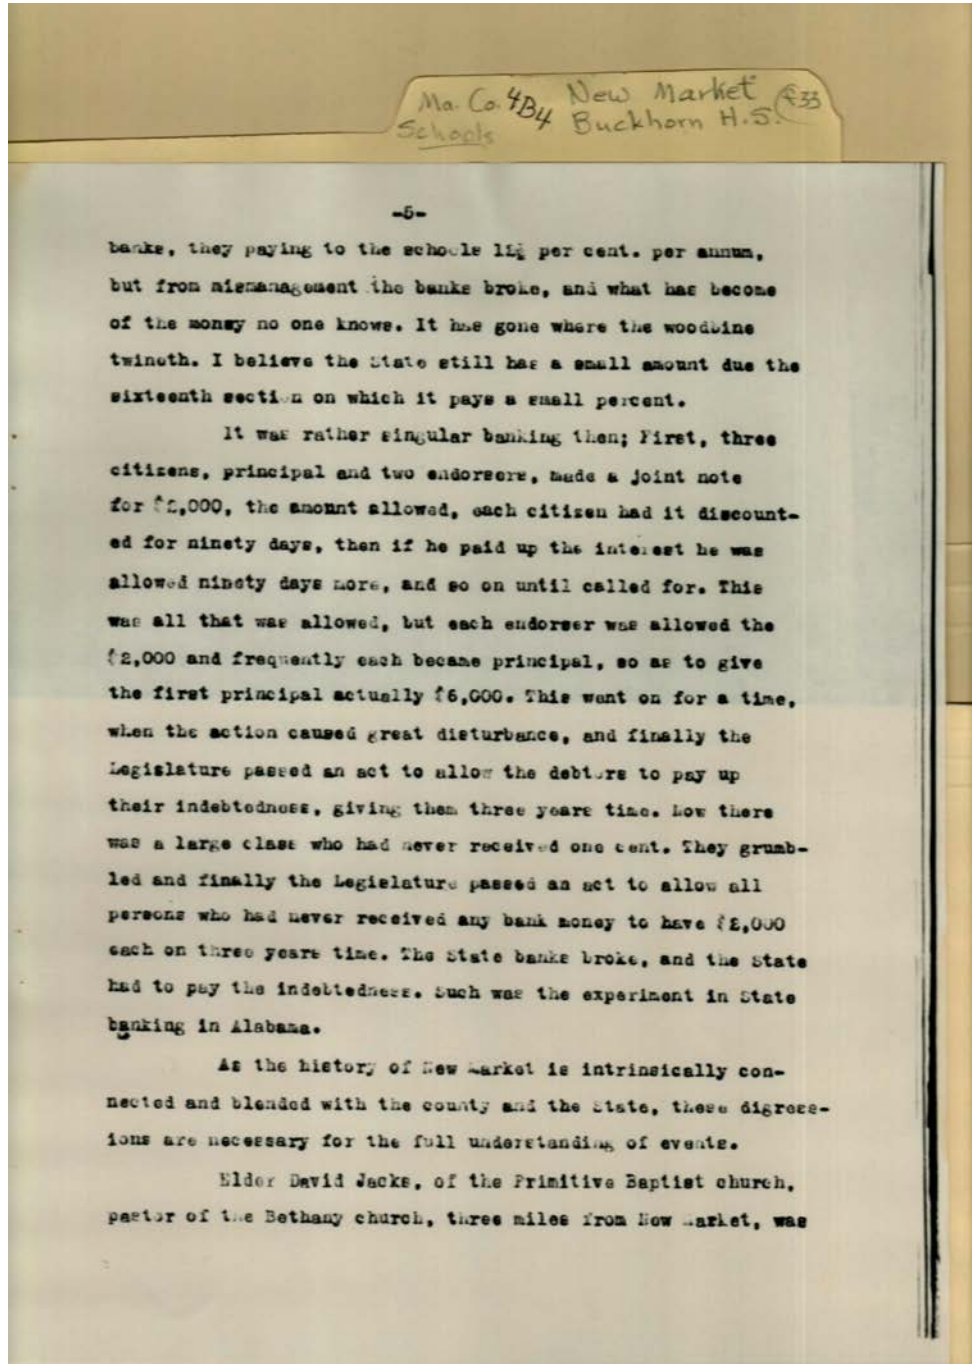 Ma. Co. 4B4 New Market 433
Schools Buckhorn H.S.
-5-
banks, they paying to the schools per cent. per annum,
but from mismanagement the banks broke, and what has become
of the money no one knows. It has gone where the woodbine
twineth. I believe the State still has a small amount due the
sixteenth section on which it pays a small percent.
It was rather singular banking then; First, three
citizens, principal and two endorsers, made a joint note
for $2,000, the amount allowed, each citizen had it discount-
ed for ninety days, then if he paid up the interest he was
allowed ninety days more, and so on until called for. This
was all that was allowed, but each endorser was allowed the
$2,000 and frequently each became principal, so as to give
the first principal actually $6,000. This went on for a time,
when the action caused great disturbance, and finally the
Legislature passed an act to allow the debtors to pay up
their indebtedness, giving them three years time. Now there
was a large class who had never received one cent. They grumb-
led and finally the Legislature passed an act to allow all
persons who had never received any bank money to have $2,000
each on three years time. The State banks broke, and the State
had to pay the indebtedness. Such was the experiment in State
banking in Alabama.
As the history of New Market is intrinsically con-
nected and blended with the county and the State, these digress-
ions are necessary for the full understanding of events.
Elder David Jacks, of the Primitive Baptist church,
pastor of the Bethany church, three miles from New Market, was